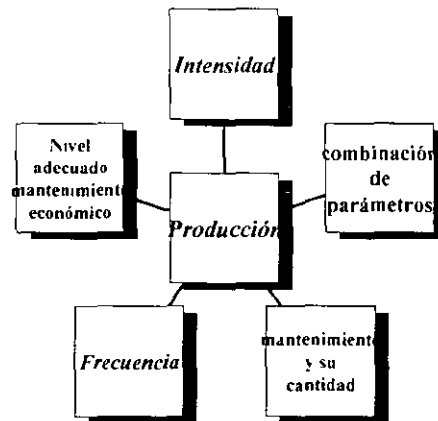 Intensidad
Nivel
adecuado
mantenimiento
económico
combinación
de
parámetros
Producción
Frecuencia
mantenimiento
y su
cantidad